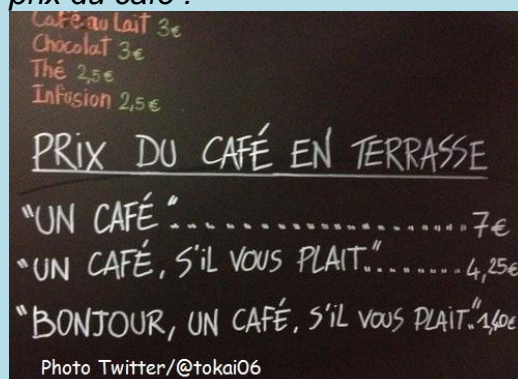 prix du café :
Café au Lait 3€
Chocolat 3€
Thé 2,5€
Infusion 2,5€
PRIX DU CAFÉ EN TERRASSE
"UN CAFÉ" 7€
"UN CAFÉ, S'IL VOUS PLAIT" 4,25€
"BONJOUR, UN CAFÉ, S'IL VOUS PLAIT." 1,40€
Photo Twitter/@tokai06